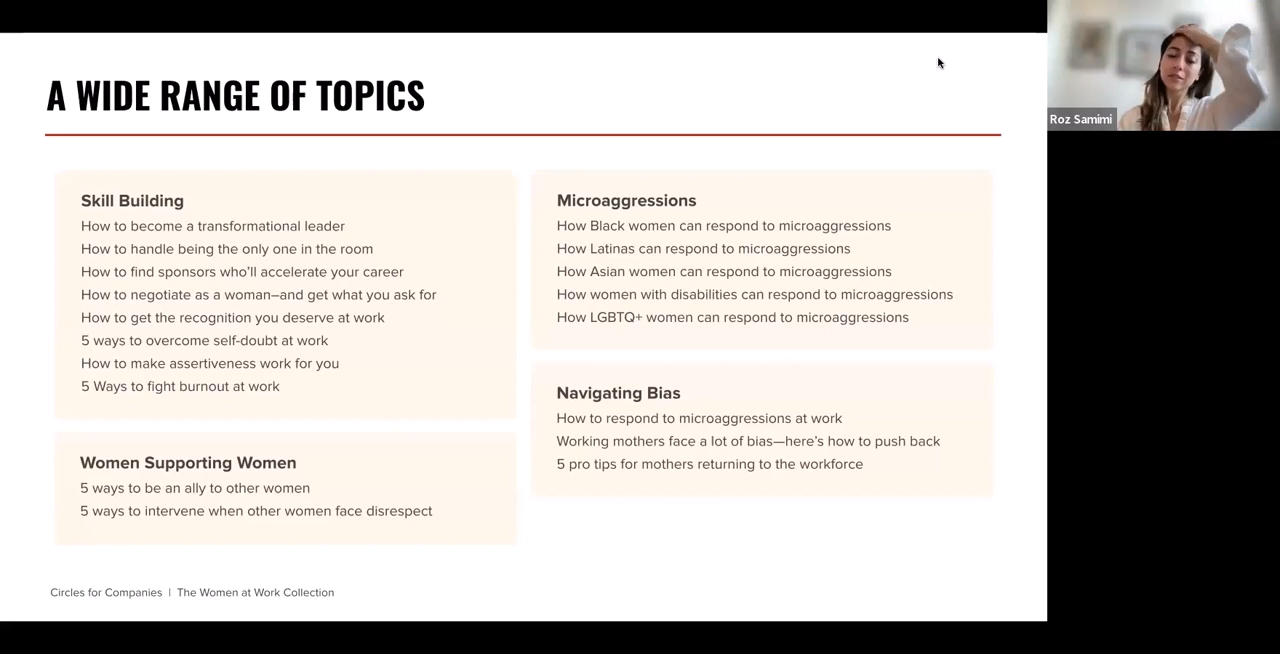 A WIDE RANGE OF TOPICS
Skill Building
How to become a transformational leader
How to handle being the only one in the room
How to find sponsors who'll accelerate your career
How to negotiate as a woman–and get what you ask for
How to get the recognition you deserve at work
5 ways to overcome self-doubt at work
How to make assertiveness work for you
5 Ways to fight burnout at work
Women Supporting Women
5 ways to be an ally to other women
5 ways to intervene when other women face disrespect
Microaggressions
How Black women can respond to microaggressions
How Latinas can respond to microaggressions
How Asian women can respond to microaggressions
How women with disabilities can respond to microaggressions
How LGBTQ+ women can respond to microaggressions
Navigating Bias
How to respond to microaggressions at work
Working mothers face a lot of bias—here's how to push back
5 pro tips for mothers returning to the workforce
Circles for Companies | The Women at Work Collection
Roz Samimi